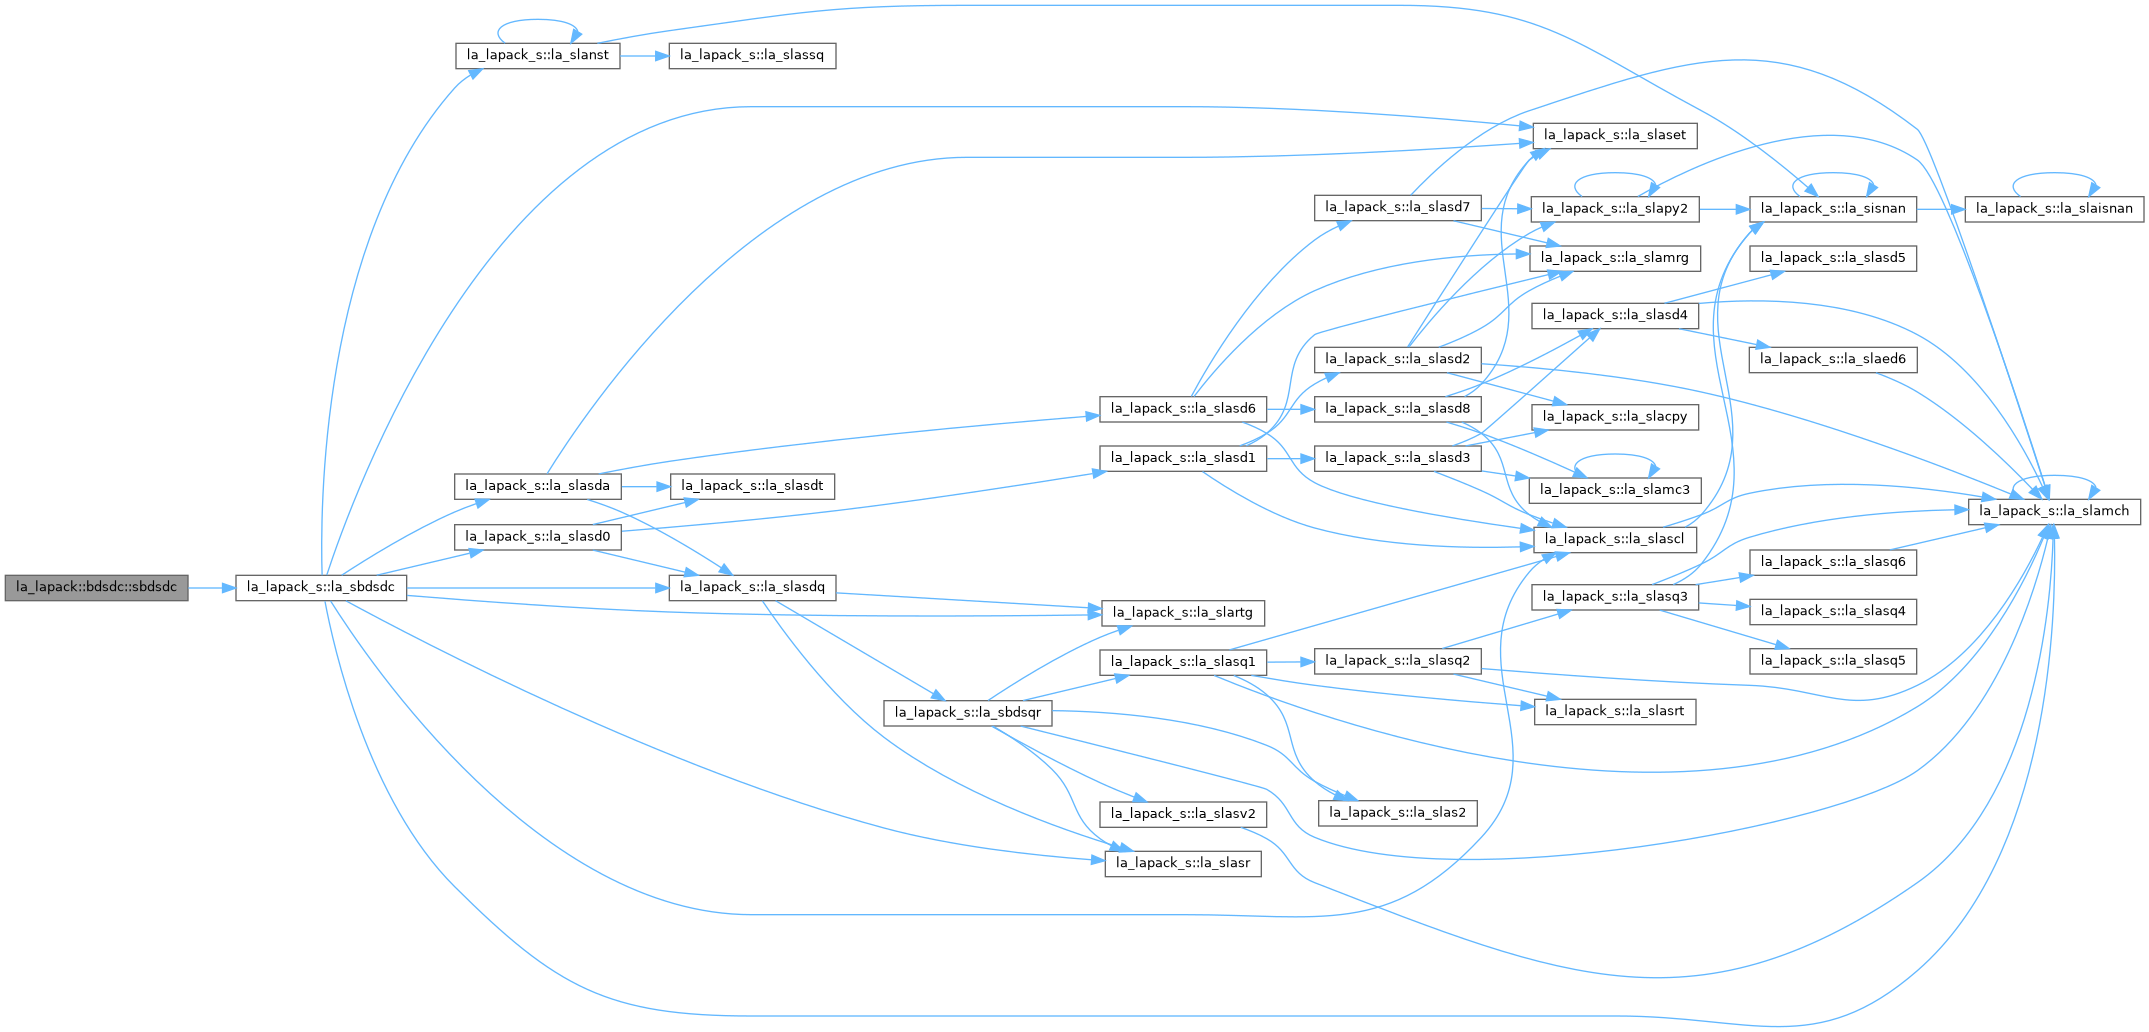 la_lapack::bdsdc::sbdsdc
la_lapack_s::la_sbdsdc
la_lapack_s::la_slanst
la_lapack_s::la_slasda
la_lapack_s::la_slasd0
la_lapack_s::la_slassq
la_lapack_s::la_slasdt
la_lapack_s::la_slasdq
la_lapack_s::la_sbdsqr
la_lapack_s::la_slasd6
la_lapack_s::la_slasd1
la_lapack_s::la_slartg
la_lapack_s::la_slasq1
la_lapack_s::la_slasv2
la_lapack_s::la_slasr
la_lapack_s::la_slasd7
la_lapack_s::la_slasd2
la_lapack_s::la_slasd8
la_lapack_s::la_slasd3
la_lapack_s::la_slasq2
la_lapack_s::la_slas2
la_lapack_s::la_slaset
la_lapack_s::la_slapy2
la_lapack_s::la_slamrg
la_lapack_s::la_slasd4
la_lapack_s::la_slacpy
la_lapack_s::la_slamc3
la_lapack_s::la_slascl
la_lapack_s::la_slasq3
la_lapack_s::la_slasrt
la_lapack_s::la_sisnan
la_lapack_s::la_slasd5
la_lapack_s::la_slaed6
la_lapack_s::la_slasq6
la_lapack_s::la_slasq4
la_lapack_s::la_slasq5
la_lapack_s::la_slaisnan
la_lapack_s::la_slamch